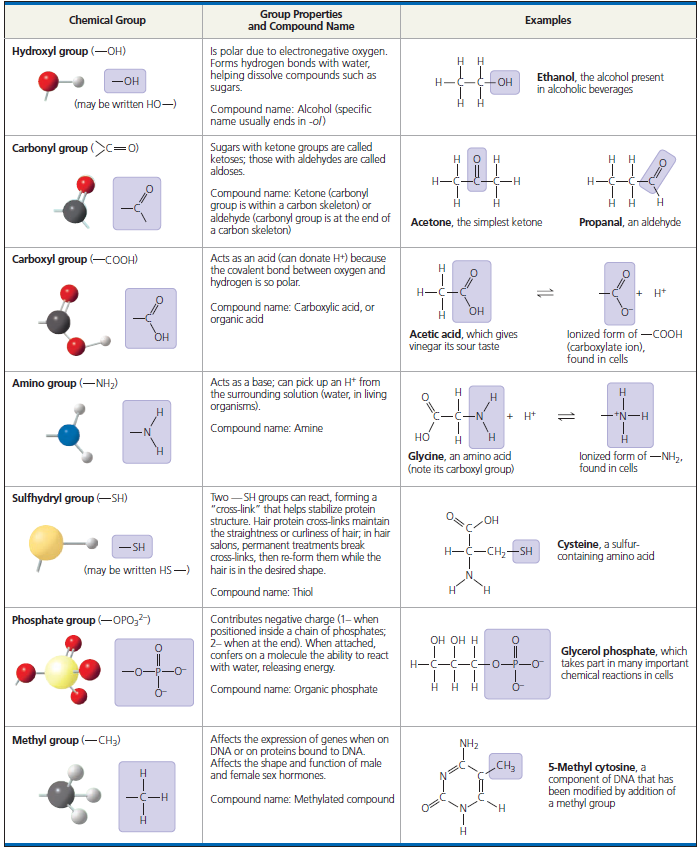 Chemical Group
Group Properties
and Compound Name
Examples
Hydroxyl group (—OH)
—OH
(may be written HO—)
Is polar due to electronegative oxygen.
Forms hydrogen bonds with water,
helping dissolve compounds such as
sugars.
Compound name: Alcohol (specific
name usually ends in -ol)
H H
H—C—C—OH
H H
Ethanol, the alcohol present
in alcoholic beverages
Carbonyl group (>C=O)
O
—C
Sugars with ketone groups are called
ketoses; those with aldehydes are called
aldoses.
Compound name: Ketone (carbonyl
group is within a carbon skeleton) or
aldehyde (carbonyl group is at the end of
a carbon skeleton)
H O H
H—C—C—C—H
H H
Acetone, the simplest ketone
H H O
H—C—C—C
H H H
Propanal, an aldehyde
Carboxyl group (—COOH)
O
—C
OH
Acts as an acid (can donate H+) because
the covalent bond between oxygen and
hydrogen is so polar.
Compound name: Carboxylic acid, or
organic acid
H O
H—C—C
H OH
Acetic acid, which gives
vinegar its sour taste
⇌
O
—C + H+
O−
Ionized form of —COOH
(carboxylate ion),
found in cells
Amino group (—NH₂)
H
—N
H
Acts as a base; can pick up an H+ from
the surrounding solution (water, in living
organisms).
Compound name: Amine
O H H
C—C—N + H+
HO H H
Glycine, an amino acid
(note its carboxyl group)
⇌
H
—+N—H
H
Ionized form of —NH₂,
found in cells
Sulfhydryl group (—SH)
—SH
(may be written HS—)
Two —SH groups can react, forming a
“cross-link” that helps stabilize protein
structure. Hair protein cross-links maintain
the straightness or curliness of hair; in hair
salons, permanent treatments break
cross-links, then re-form them while the
hair is in the desired shape.
Compound name: Thiol
O OH
C
H—C—CH₂—SH
N
H H
Cysteine, a sulfur-
containing amino acid
Phosphate group (—OPO₃²⁻)
O
—O—P—O−
O−
Contributes negative charge (1– when
positioned inside a chain of phosphates;
2– when at the end). When attached,
confers on a molecule the ability to react
with water, releasing energy.
Compound name: Organic phosphate
OH OH H O
H—C—C—C—O—P—O−
H H H O−
Glycerol phosphate, which
takes part in many important
chemical reactions in cells
Methyl group (—CH₃)
H
—C—H
H
Affects the expression of genes when on
DNA or on proteins bound to DNA.
Affects the shape and function of male
and female sex hormones.
Compound name: Methylated compound
NH₂
C CH₃
N C
C C
O N H
H
5-Methyl cytosine, a
component of DNA that has
been modified by addition of
a methyl group